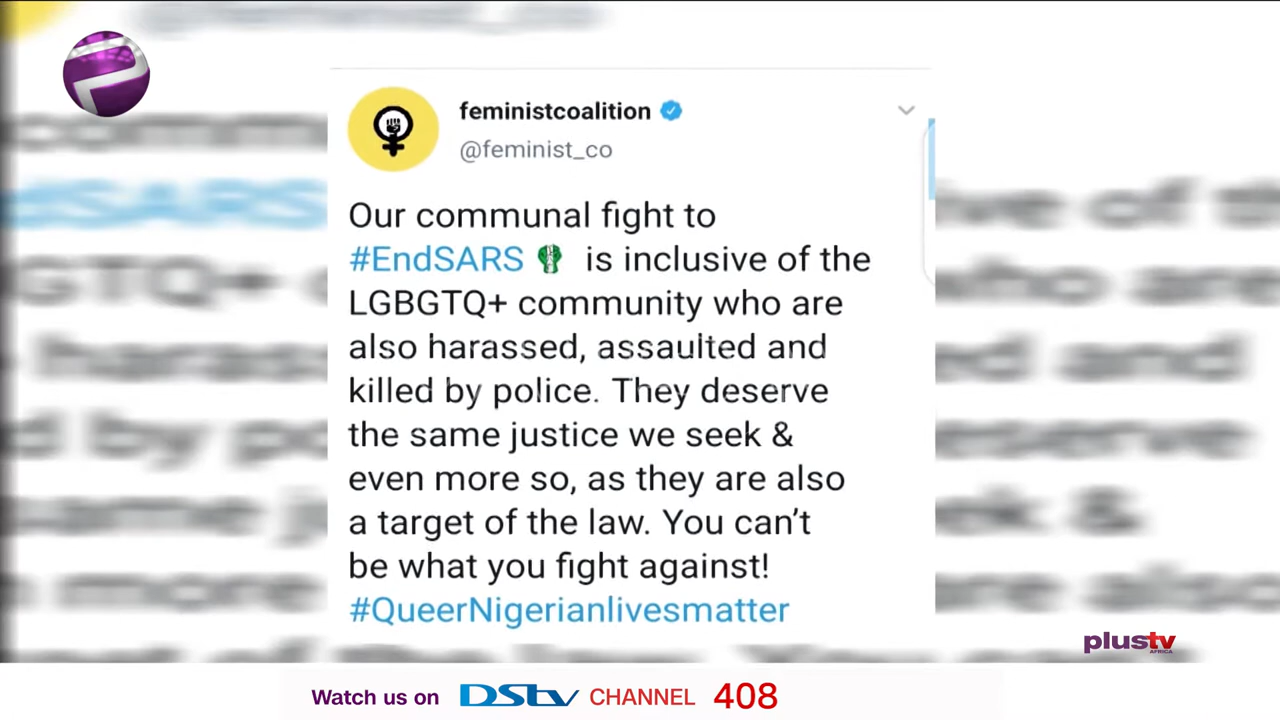 feministcoalition
@feminist_co
Our communal fight to
#EndSARS is inclusive of the
LGBGTQ+ community who are
also harassed, assaulted and
killed by police. They deserve
the same justice we seek &
even more so, as they are also
a target of the law. You can't
be what you fight against!
#QueerNigerianlivesmatter
plustv
AFRICA
Watch us on DStv CHANNEL 408